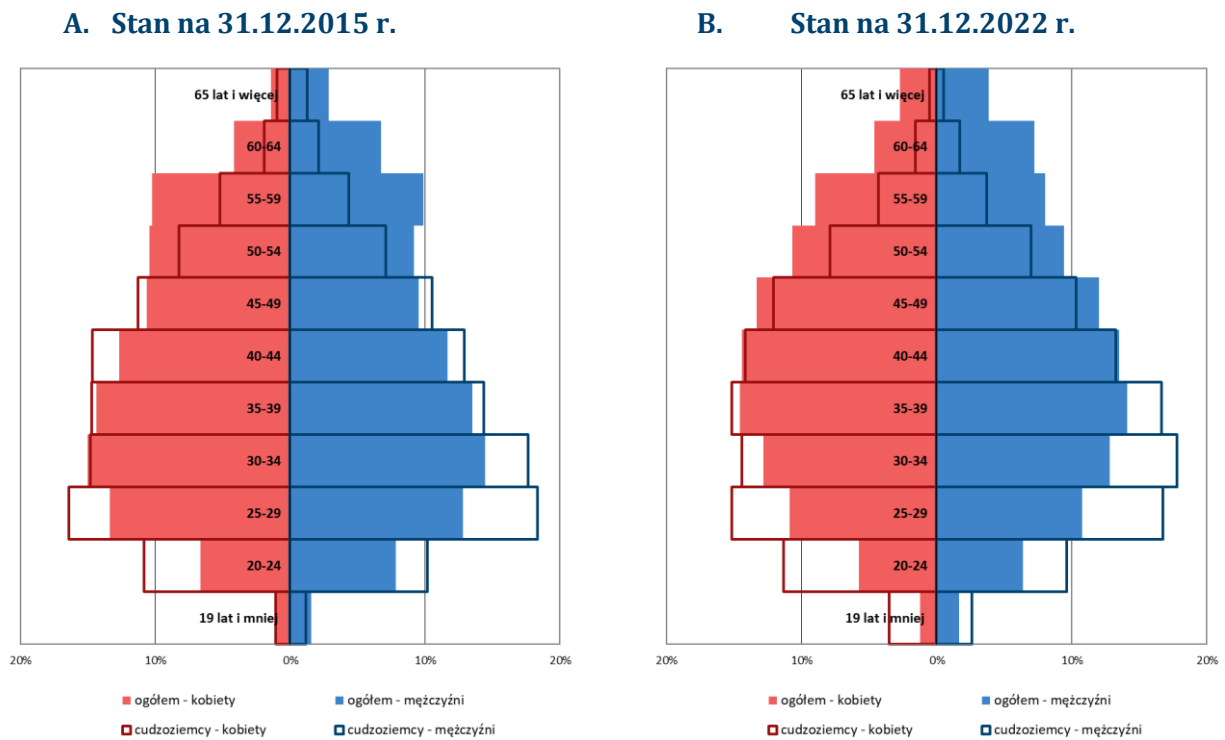 A. Stan na 31.12.2015 r.
65 lat i więcej
60-64
55-59
50-54
45-49
40-44
35-39
30-34
25-29
20-24
19 lat i mniej
20% 10% 0% 10% 20%
ogółem - kobiety ogółem - mężczyźni
cudzoziemcy - kobiety cudzoziemcy - mężczyźni
B. Stan na 31.12.2022 r.
65 lat i więcej
60-64
55-59
50-54
45-49
40-44
35-39
30-34
25-29
20-24
19 lat i mniej
20% 10% 0% 10% 20%
ogółem - kobiety ogółem - mężczyźni
cudzoziemcy - kobiety cudzoziemcy - mężczyźni